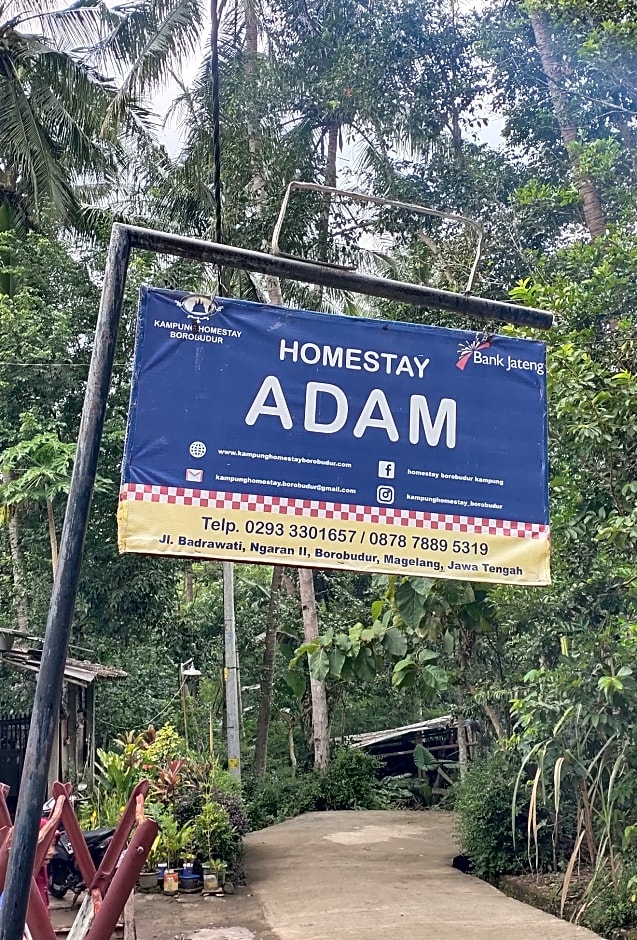 KAMPUNG HOMESTAY
BOROBUDUR
Bank Jateng
HOMESTAY
ADAM
www.kampunghomestayborobudur.com
homestay borobudur kampung
kampunghomestay.borobudur@gmail.com
kampunghomestay_borobudur
Telp. 0293 3301657 / 0878 7889 5319
Jl. Badrawati, Ngaran II, Borobudur, Magelang, Jawa Tengah